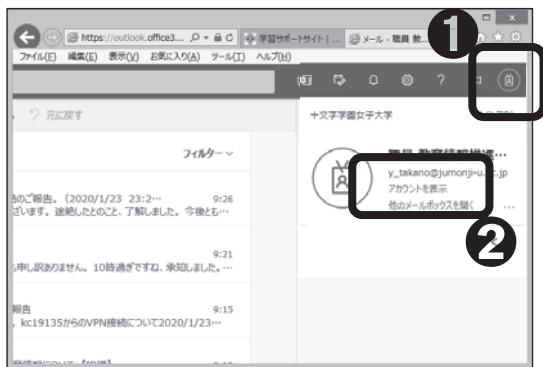 https://outlook.office3...
学習サポートサイト | ...
メール - 職員 教...
ファイル(F) 編集(E) 表示(V) お気に入り(A) ツール(T) ヘルプ(H)
1
元に戻す
十文字学園女子大学
フィルター
y_takano@jumonji-u.
.jp
アカウントを表示
他のメールボックスを開く
...
2
のご報告。(2020/1/23 23:2… 9:26
ざいます。途絶したとのこと、了解しました。今後とも…
9:21
申し訳ありません。10時過ぎですね、承知しました。…
報告 9:15
kc19135からのVPN接続について2020/1/23…